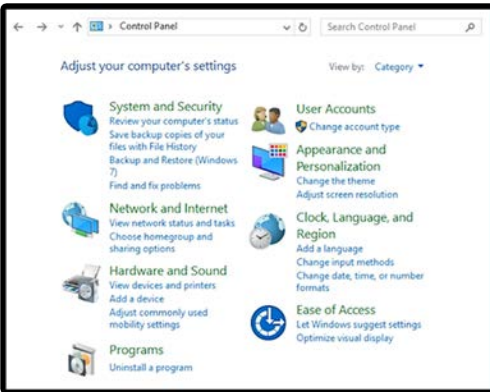 Control Panel
Search Control Panel
Adjust your computer's settings
View by: Category
System and Security
Review your computer's status
Save backup copies of your
files with File History
Backup and Restore (Windows
7)
Find and fix problems
Network and Internet
View network status and tasks
Choose homegroup and
sharing options
Hardware and Sound
View devices and printers
Add a device
Adjust commonly used
mobility settings
Programs
Uninstall a program
User Accounts
Change account type
Appearance and
Personalization
Change the theme
Adjust screen resolution
Clock, Language, and
Region
Add a language
Change input methods
Change date, time, or number
formats
Ease of Access
Let Windows suggest settings
Optimize visual display